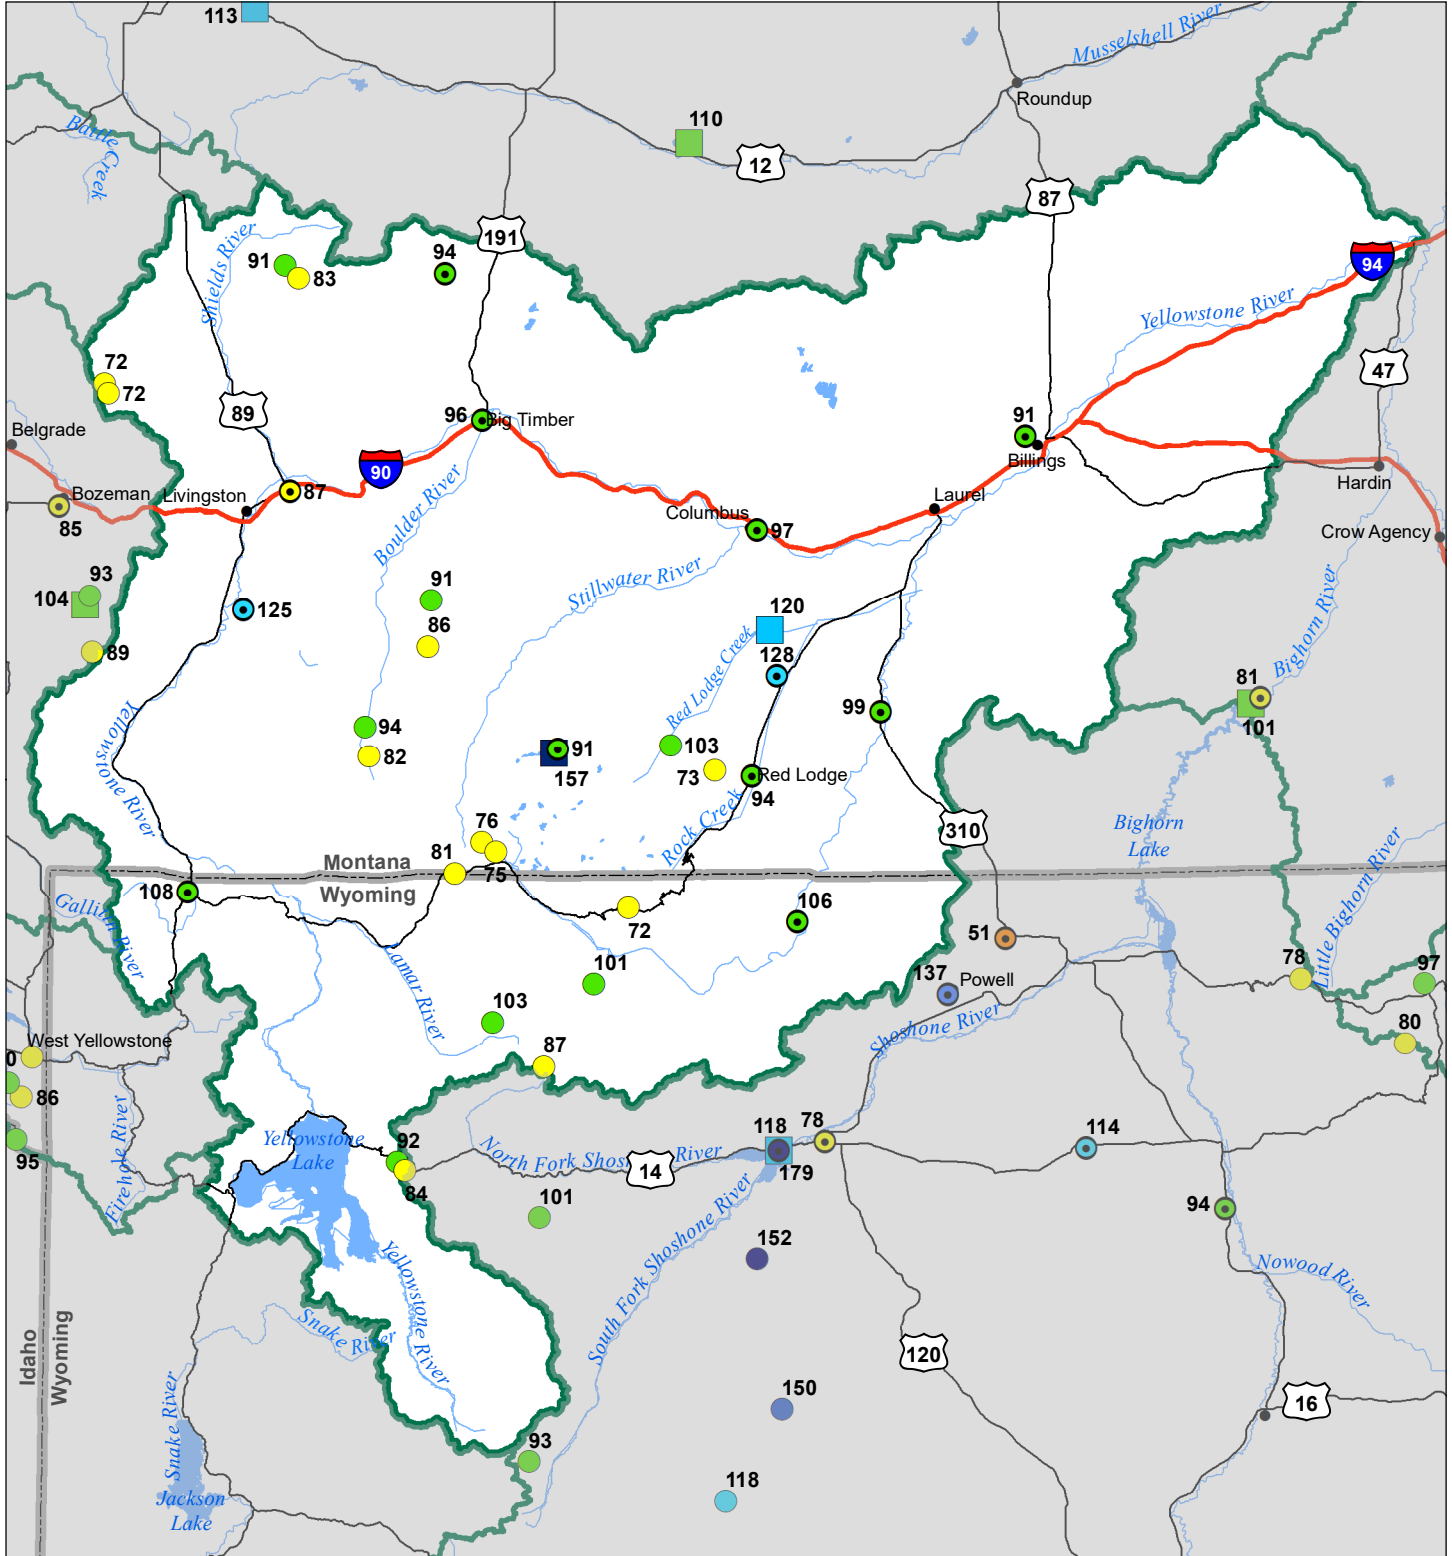 113
Musselshell River
Roundup
110
12
Battle
Creek
87
191
94
91
83
Shields River
94
Yellowstone River
72
72
47
89
96
Big Timber
91
Belgrade
Billings
90
Hardin
Bozeman
Livingston
87
85
Laurel
Columbus
97
Crow Agency
Boulder River
Stillwater River
93
104
125
91
120
86
89
128
Red Lodge Creek
Bighorn River
81
101
99
94
82
91
157
103
73
Red Lodge
94
Yellowstone River
Rock Creek
310
Bighorn
Lake
76
81
75
Montana
Wyoming
108
72
106
Little Bighorn River
Gallitin River
51
78
97
101
137
Powell
Lamar River
103
Shoshone River
80
West Yellowstone
0
86
87
95
Firehole River
Yellowstone
Lake
92
84
North Fork Shos
River
14
118
179
78
114
101
94
152
South Fork Shoshone River
Yellowstone River
Nowood River
Snake River
Idaho
Wyoming
120
16
150
93
Snake River
118
Jackson
Lake